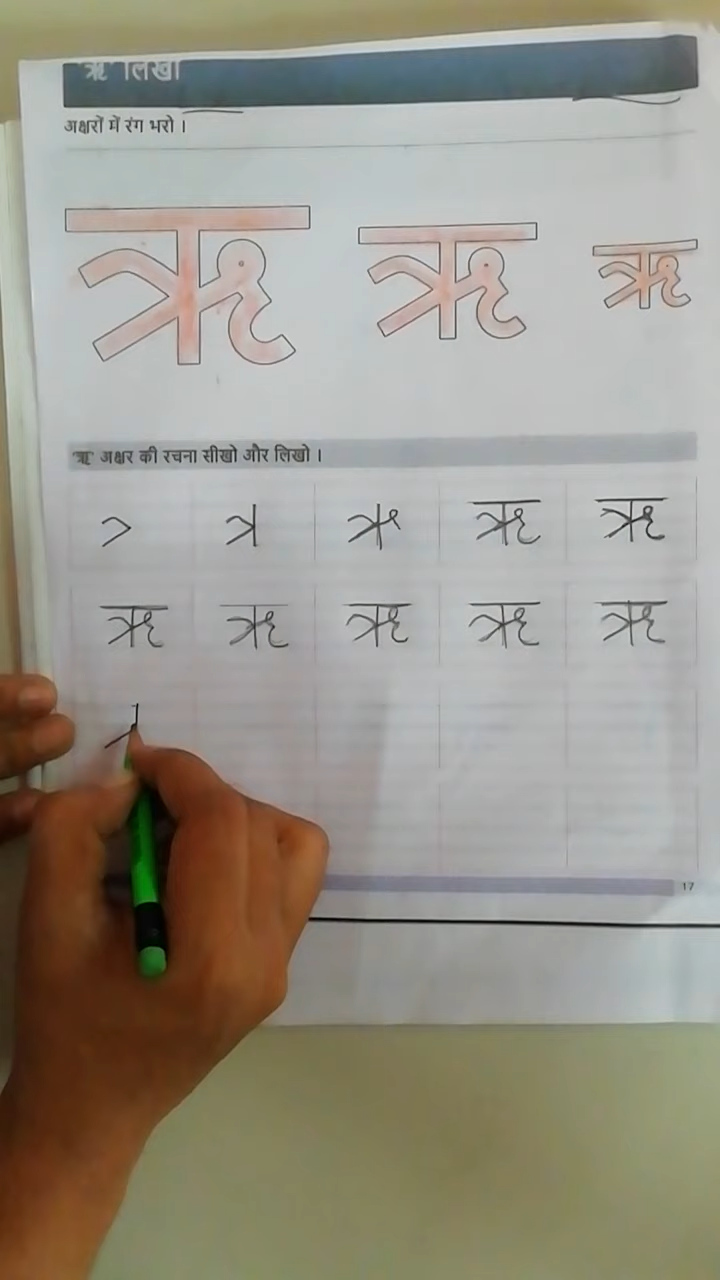 'ऋ' लिखो
अक्षरों में रंग भरो ।
ऋ ऋ ऋ
'ऋ' अक्षर की रचना सीखो और लिखो ।
ऋ ऋ
ऋ ऋ ऋ ऋ ऋ
17